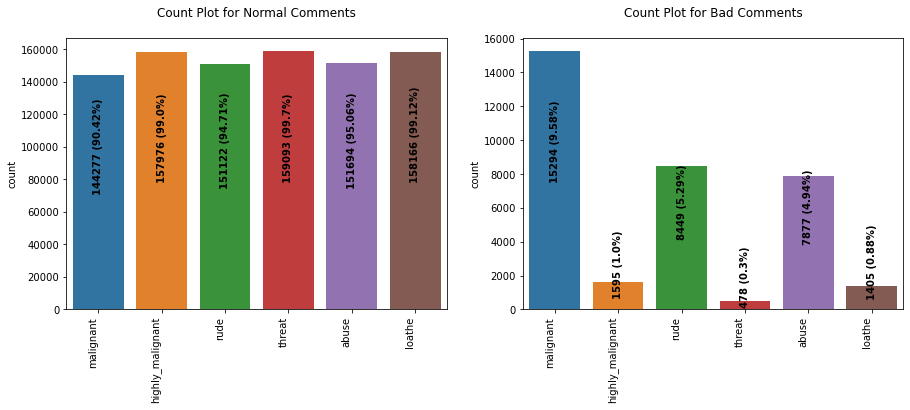 Count Plot for Normal Comments
count
160000
140000
120000
100000
80000
60000
40000
20000
0
144277 (90.42%)
157976 (99.0%)
151122 (94.71%)
159093 (99.7%)
151694 (95.06%)
158166 (99.12%)
malignant
highly_malignant
rude
threat
abuse
loathe
Count Plot for Bad Comments
count
16000
14000
12000
10000
8000
6000
4000
2000
0
15294 (9.58%)
1595 (1.0%)
8449 (5.29%)
478 (0.3%)
7877 (4.94%)
1405 (0.88%)
malignant
highly_malignant
rude
threat
abuse
loathe